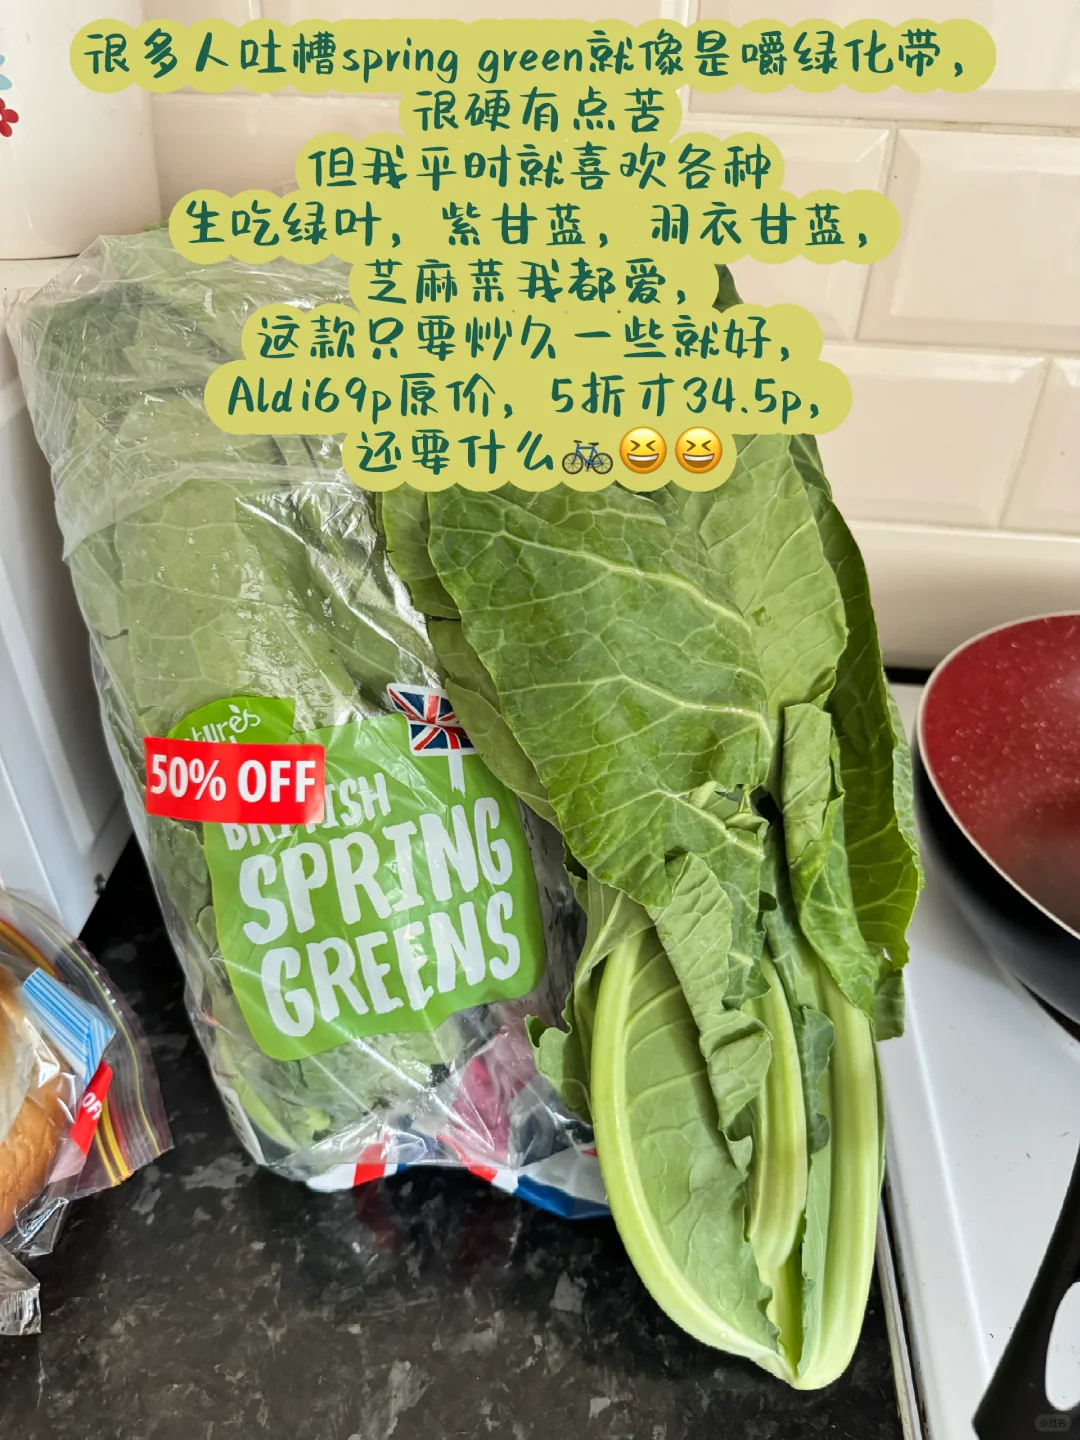 很多人吐槽spring green就像是嚼绿化带，
很硬有点苦
但我平时就喜欢各种
生吃绿叶，紫甘蓝，羽衣甘蓝，
芝麻菜我都爱，
这款只要炒久一些就好，
Aldi69p原价，5折才34.5p，
还要什么🚲😆😆
50% OFF
BRITISH
SPRING
GREENS
OFF
小红书